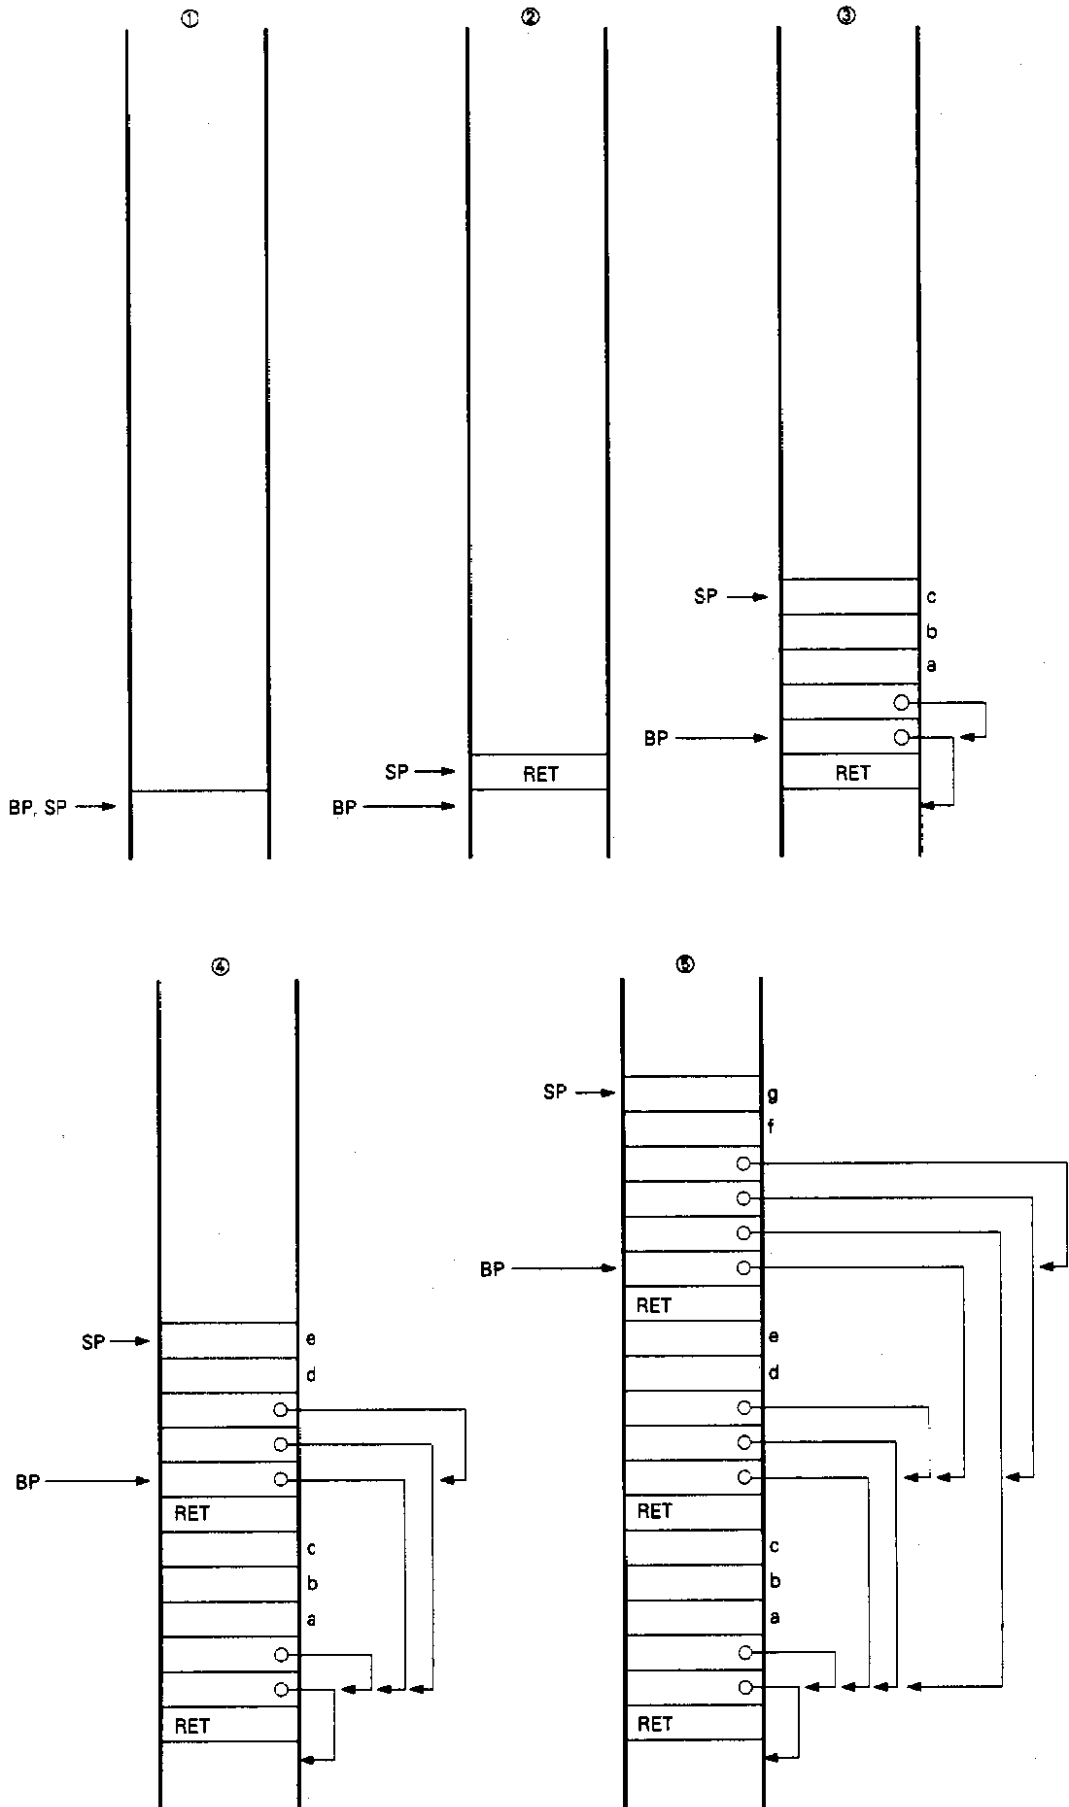 ① ② ③
SP c
b
a
BP
SP RET RET
BP, SP BP
④ ⑤
SP g
f
BP
RET
SP e e
d d
BP
RET RET
c c
b b
a a
RET RET